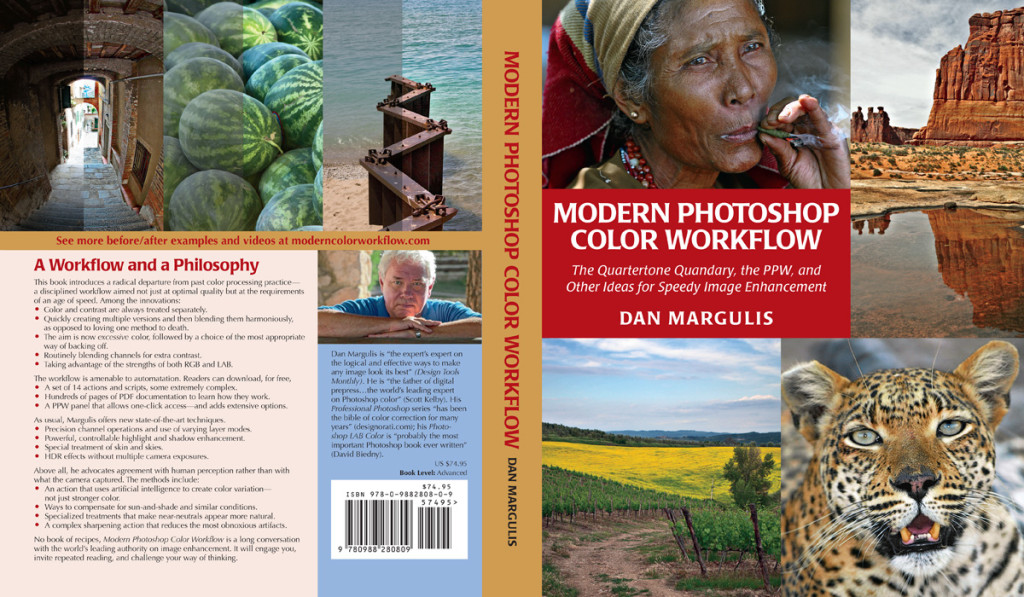 See more before/after examples and videos at moderncolorworkflow.com
A Workflow and a Philosophy
This book introduces a radical departure from past color processing practice—
a disciplined workflow aimed not just at optimal quality but at the requirements
of an age of speed. Among the innovations:
• Color and contrast are always treated separately.
• Quickly creating multiple versions and then blending them harmoniously,
as opposed to loving one method to death.
• The aim is now excessive color, followed by a choice of the most appropriate
way of backing off.
• Routinely blending channels for extra contrast.
• Taking advantage of the strengths of both RGB and LAB.
The workflow is amenable to automatation. Readers can download, for free,
• A set of 14 actions and scripts, some extremely complex.
• Hundreds of pages of PDF documentation to learn how they work.
• A PPW panel that allows one-click access—and adds extensive options.
As usual, Margulis offers new state-of-the-art techniques.
• Precision channel operations and use of varying layer modes.
• Powerful, controllable highlight and shadow enhancement.
• Special treatment of skin and skies.
• HDR effects without multiple camera exposures.
Above all, he advocates agreement with human perception rather than with
what the camera captured. The methods include:
• An action that uses artificial intelligence to create color variation—
not just stronger color.
• Ways to compensate for sun-and-shade and similar conditions.
• Specialized treatments that make near-neutrals appear more natural.
• A complex sharpening action that reduces the most obnoxious artifacts.
No book of recipes, Modern Photoshop Color Workflow is a long conversation
with the world's leading authority on image enhancement. It will engage you,
invite repeated reading, and challenge your way of thinking.
Dan Margulis is "the expert's expert on
the logical and effective ways to make
any image look its best" (Design Tools
Monthly). He is "the father of digital
prepress…the world's leading expert
on Photoshop color" (Scott Kelby). His
Professional Photoshop series "has been
the bible of color correction for many
years" (designorati.com; his Photo-
shop LAB Color is "probably the most
important Photoshop book ever written"
(David Biedny).
US $74.95
Book Level: Advanced
$74.95
ISBN 978-0-9882808-0-9
57495>
9 780988 280809
MODERN PHOTOSHOP COLOR WORKFLOW DAN MARGULIS
MODERN PHOTOSHOP
COLOR WORKFLOW
The Quartertone Quandary, the PPW, and
Other Ideas for Speedy Image Enhancement
DAN MARGULIS